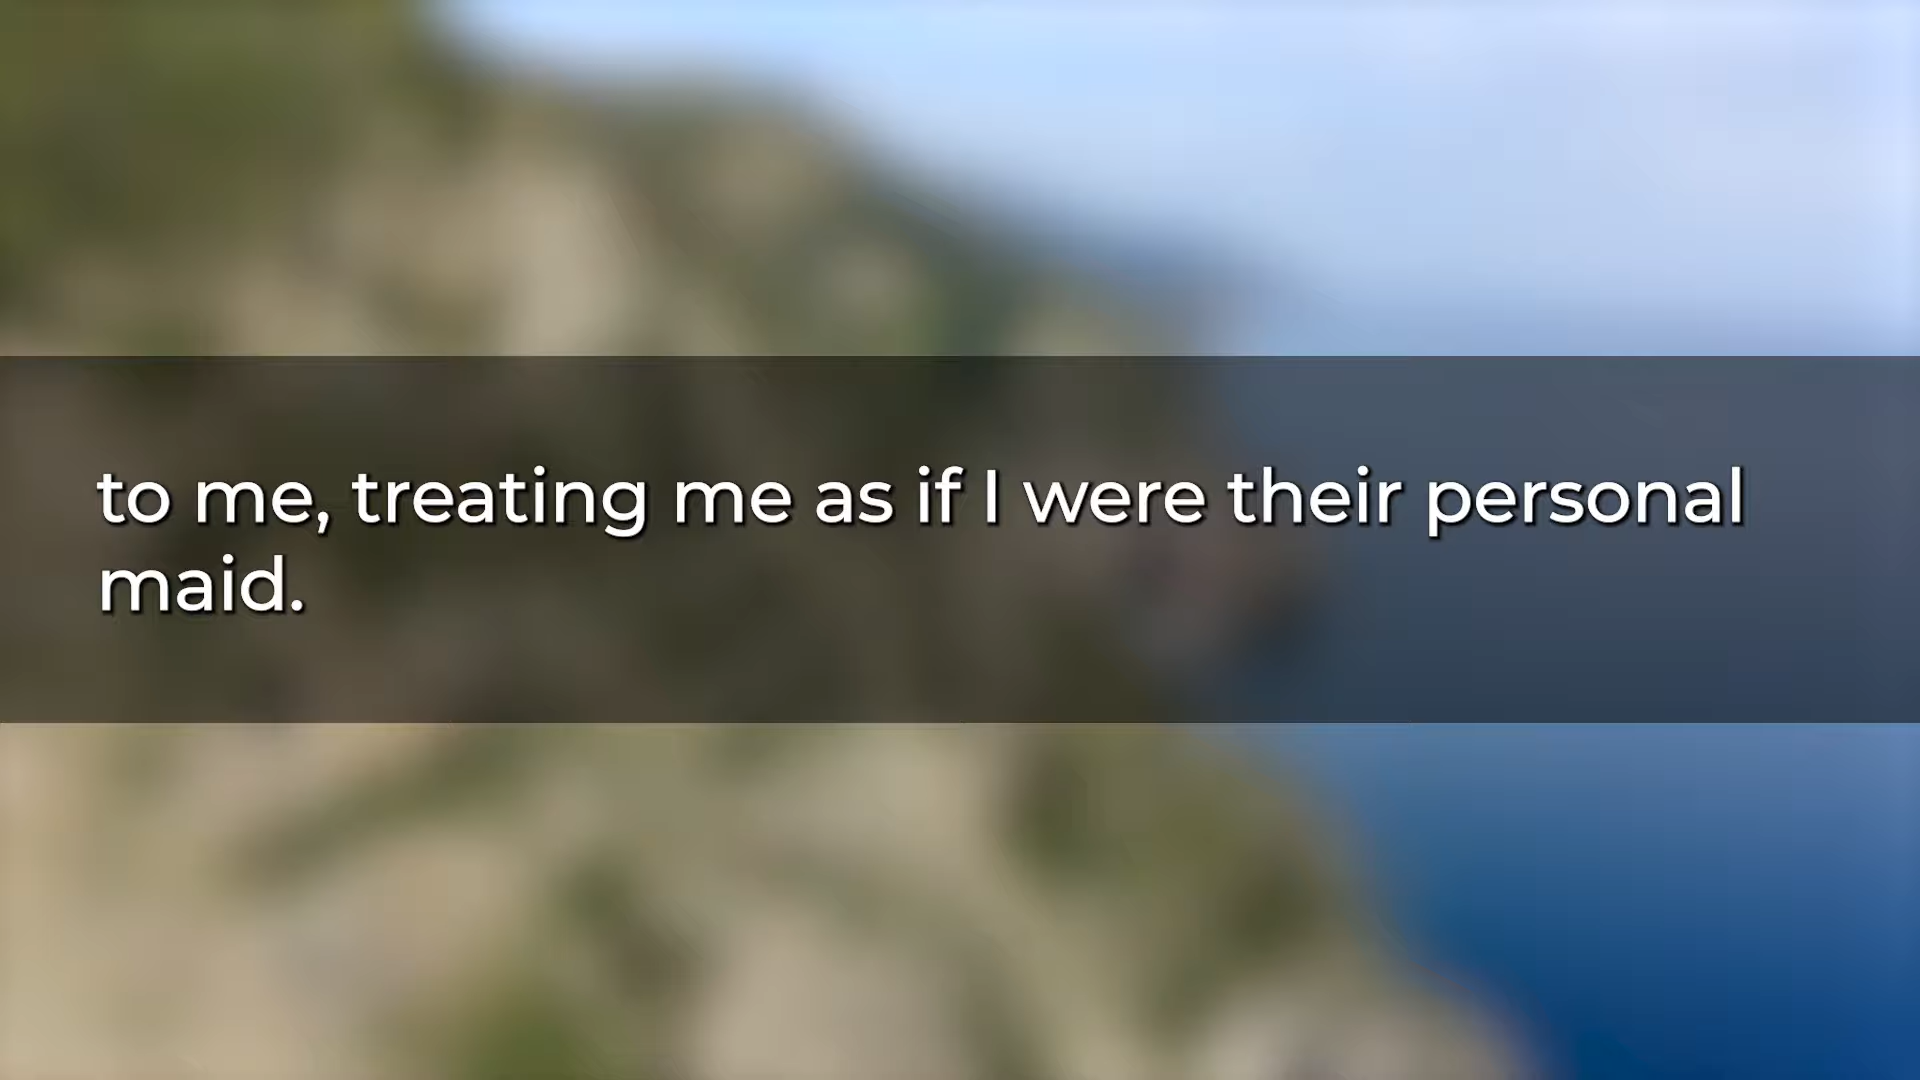 to me, treating me as if I were their personal
maid.